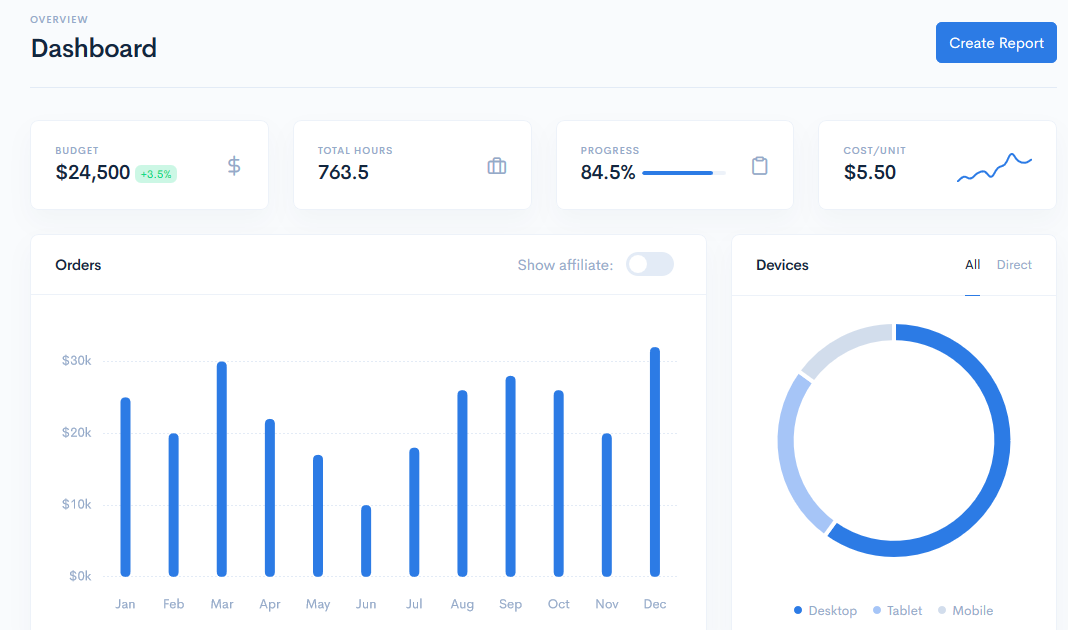 OVERVIEW
Dashboard
Create Report
BUDGET
$24,500 +3.5%
TOTAL HOURS
763.5
PROGRESS
84.5%
COST/UNIT
$5.50
Orders
Show affiliate:
$30k
$20k
$10k
$0k
Jan Feb Mar Apr May Jun Jul Aug Sep Oct Nov Dec
Devices
All Direct
Desktop Tablet Mobile